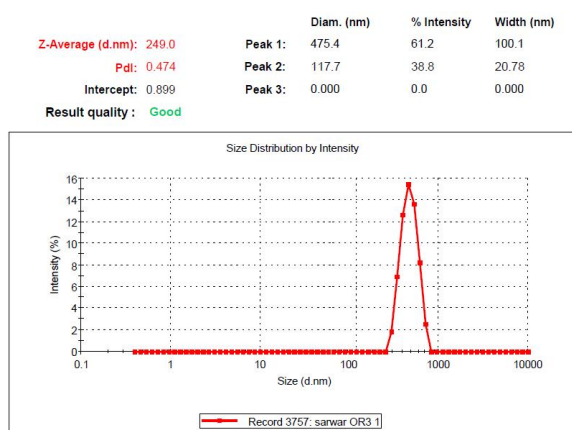 Diam. (nm) % Intensity Width (nm)
Z-Average (d.nm): 249.0 Peak 1: 475.4 61.2 100.1
PdI: 0.474 Peak 2: 117.7 38.8 20.78
Intercept: 0.899 Peak 3: 0.000 0.0 0.000
Result quality : Good
Size Distribution by Intensity
Intensity (%)
16
14
12
10
8
6
4
2
0
0.1 1 10 100 1000 10000
Size (d.nm)
Record 3757: sarwar OR3 1